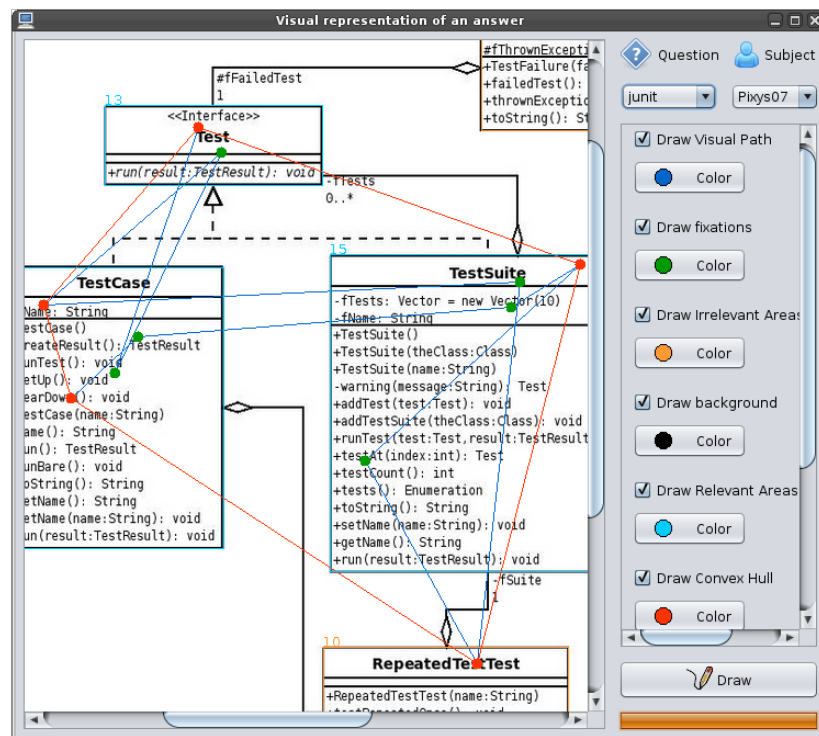 Visual representation of an answer
#fThrownExcepti
+TestFailure(fa
+failedTest():
+thrownException
+toString(): St
#fFailedTest
1
13
<<Interface>>
Test
+run(result:TestResult): void
-fTests
0..*
15
TestCase
Name: String
estCase()
reateResult(): TestResult
unTest(): void
etUp(): void
earDown(): void
estCase(name:String)
ame(): String
un(): TestResult
unBare(): void
oString(): String
etName(): String
etName(name:String): void
un(result:TestResult): void
TestSuite
-fTests: Vector = new Vector(10)
-fName: String
+TestSuite()
+TestSuite(theClass:Class)
+TestSuite(name:String)
-warning(message:String): Test
+addTest(test:Test): void
+addTestSuite(theClass:Class): void
+runTest(test:Test,result:TestResult
+testAt(index:int): Test
+testCount(): int
+tests(): Enumeration
+toString(): String
+setName(name:String): void
+getName(): String
+run(result:TestResult): void
-fSuite
1
10
RepeatedTestTest
+RepeatedTestTest(name:String)
+testRepeatedOnce(): void
Question
Subject
junit
Pixys07
Draw Visual Path
Color
Draw fixations
Color
Draw Irrelevant Areas
Color
Draw background
Color
Draw Relevant Areas
Color
Draw Convex Hull
Color
Draw